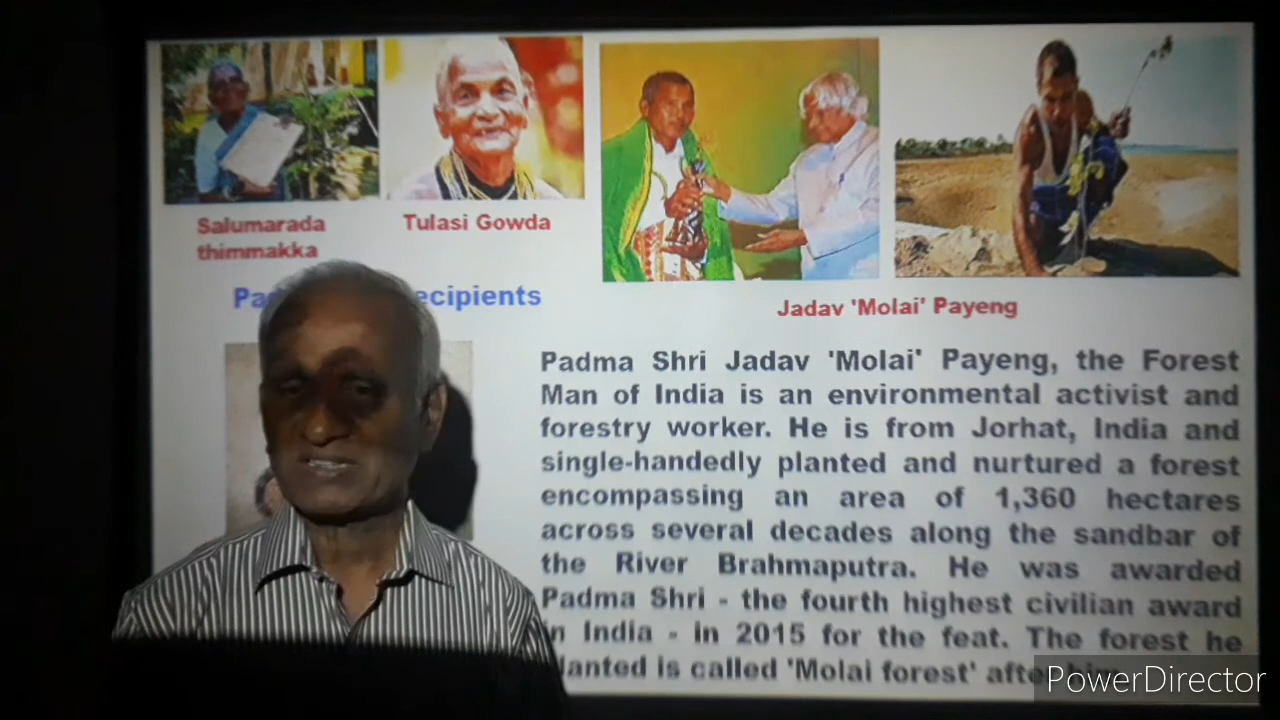 Salumarada
thimmakka
Tulasi Gowda
ecipients
Jadav 'Molai' Payeng
Padma Shri Jadav 'Molai' Payeng, the Forest
Man of India is an environmental activist and
forestry worker. He is from Jorhat, India and
single-handedly planted and nurtured a forest
encompassing an area of 1,360 hectares
across several decades along the sandbar of
the River Brahmaputra. He was awarded
Padma Shri - the fourth highest civilian award
n India - in 2015 for the feat. The forest he
lanted is called 'Molai forest' after
PowerDirector